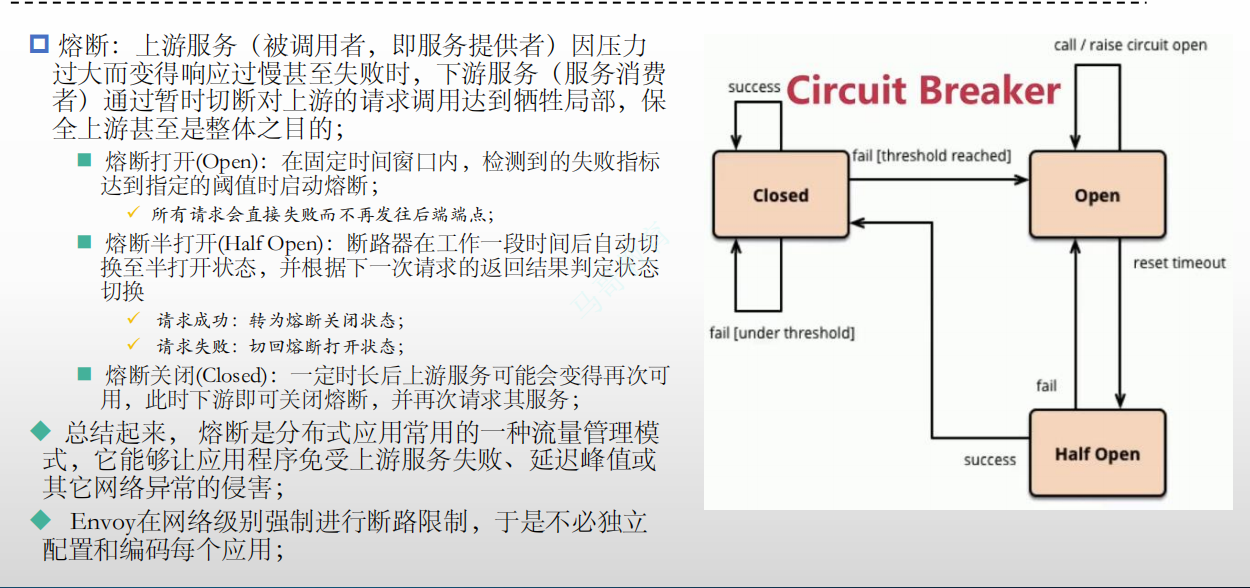 熔断：上游服务（被调用者，即服务提供者）因压力
过大而变得响应过慢甚至失败时，下游服务（服务消费
者）通过暂时切断对上游的请求调用达到牺牲局部，保
全上游甚至是整体之目的；
熔断打开(Open)：在固定时间窗口内，检测到的失败指标
达到指定的阈值时启动熔断；
所有请求会直接失败而不再发往后端端点；
熔断半打开(Half Open)：断路器在工作一段时间后自动切
换至半打开状态，并根据下一次请求的返回结果判定状态
切换
请求成功：转为熔断关闭状态；
请求失败：切回熔断打开状态；
熔断关闭(Closed)：一定时长后上游服务可能会变得再次可
用，此时下游即可关闭熔断，并再次请求其服务；
总结起来， 熔断是分布式应用常用的一种流量管理模
式，它能够让应用程序免受上游服务失败、延迟峰值或
其它网络异常的侵害；
Envoy在网络级别强制进行断路限制，于是不必独立
配置和编码每个应用；
call / raise circuit open
success
Circuit Breaker
fail [threshold reached]
Closed
Open
reset timeout
fail [under threshold]
fail
success
Half Open